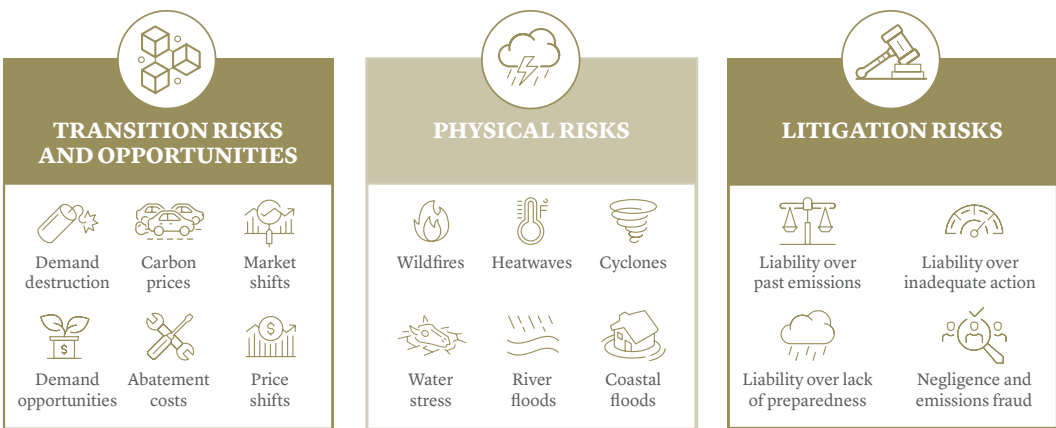 TRANSITION RISKS
AND OPPORTUNITIES
Demand
destruction
Carbon
prices
Market
shifts
$
Demand
opportunities
Abatement
costs
$
Price
shifts
PHYSICAL RISKS
Wildfires
Heatwaves
Cyclones
Water
stress
River
floods
Coastal
floods
LITIGATION RISKS
Liability over
past emissions
Liability over
inadequate action
Liability over lack
of preparedness
Negligence and
emissions fraud